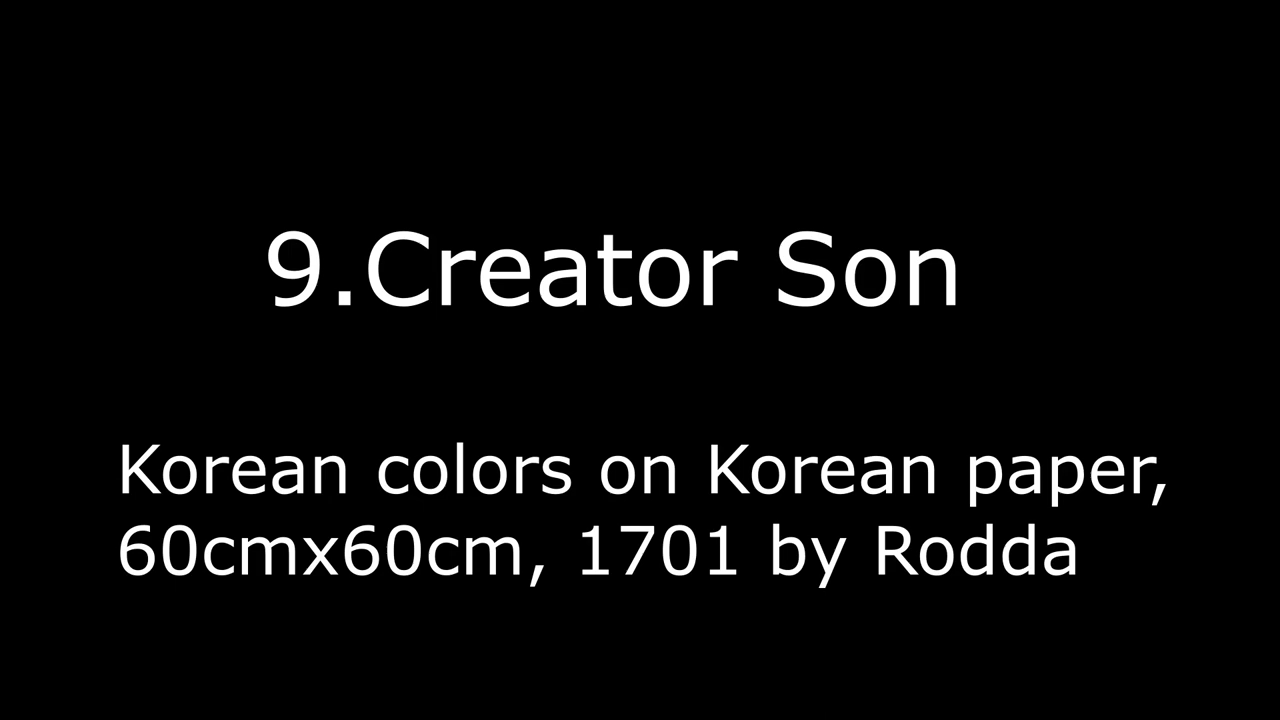 9.Creator Son
Korean colors on Korean paper,
60cmx60cm, 1701 by Rodda